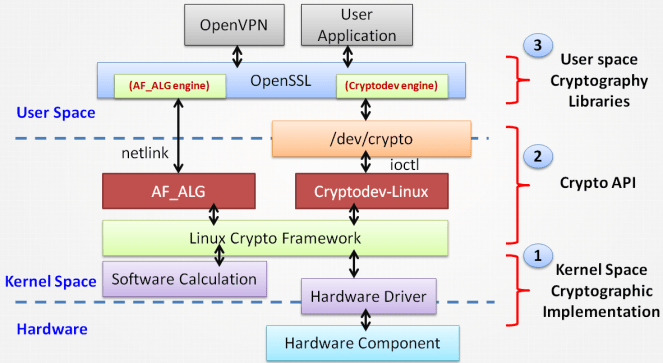 OpenVPN
User
Application
3
User space
Cryptography
Libraries
OpenSSL
(AF_ALG engine)
(Cryptodev engine)
User Space
/dev/crypto
netlink
ioctl
2
Crypto API
AF_ALG
Cryptodev-Linux
Linux Crypto Framework
1
Kernel Space
Software Calculation
Kernel Space
Cryptographic
Implementation
Hardware Driver
Hardware
Hardware Component